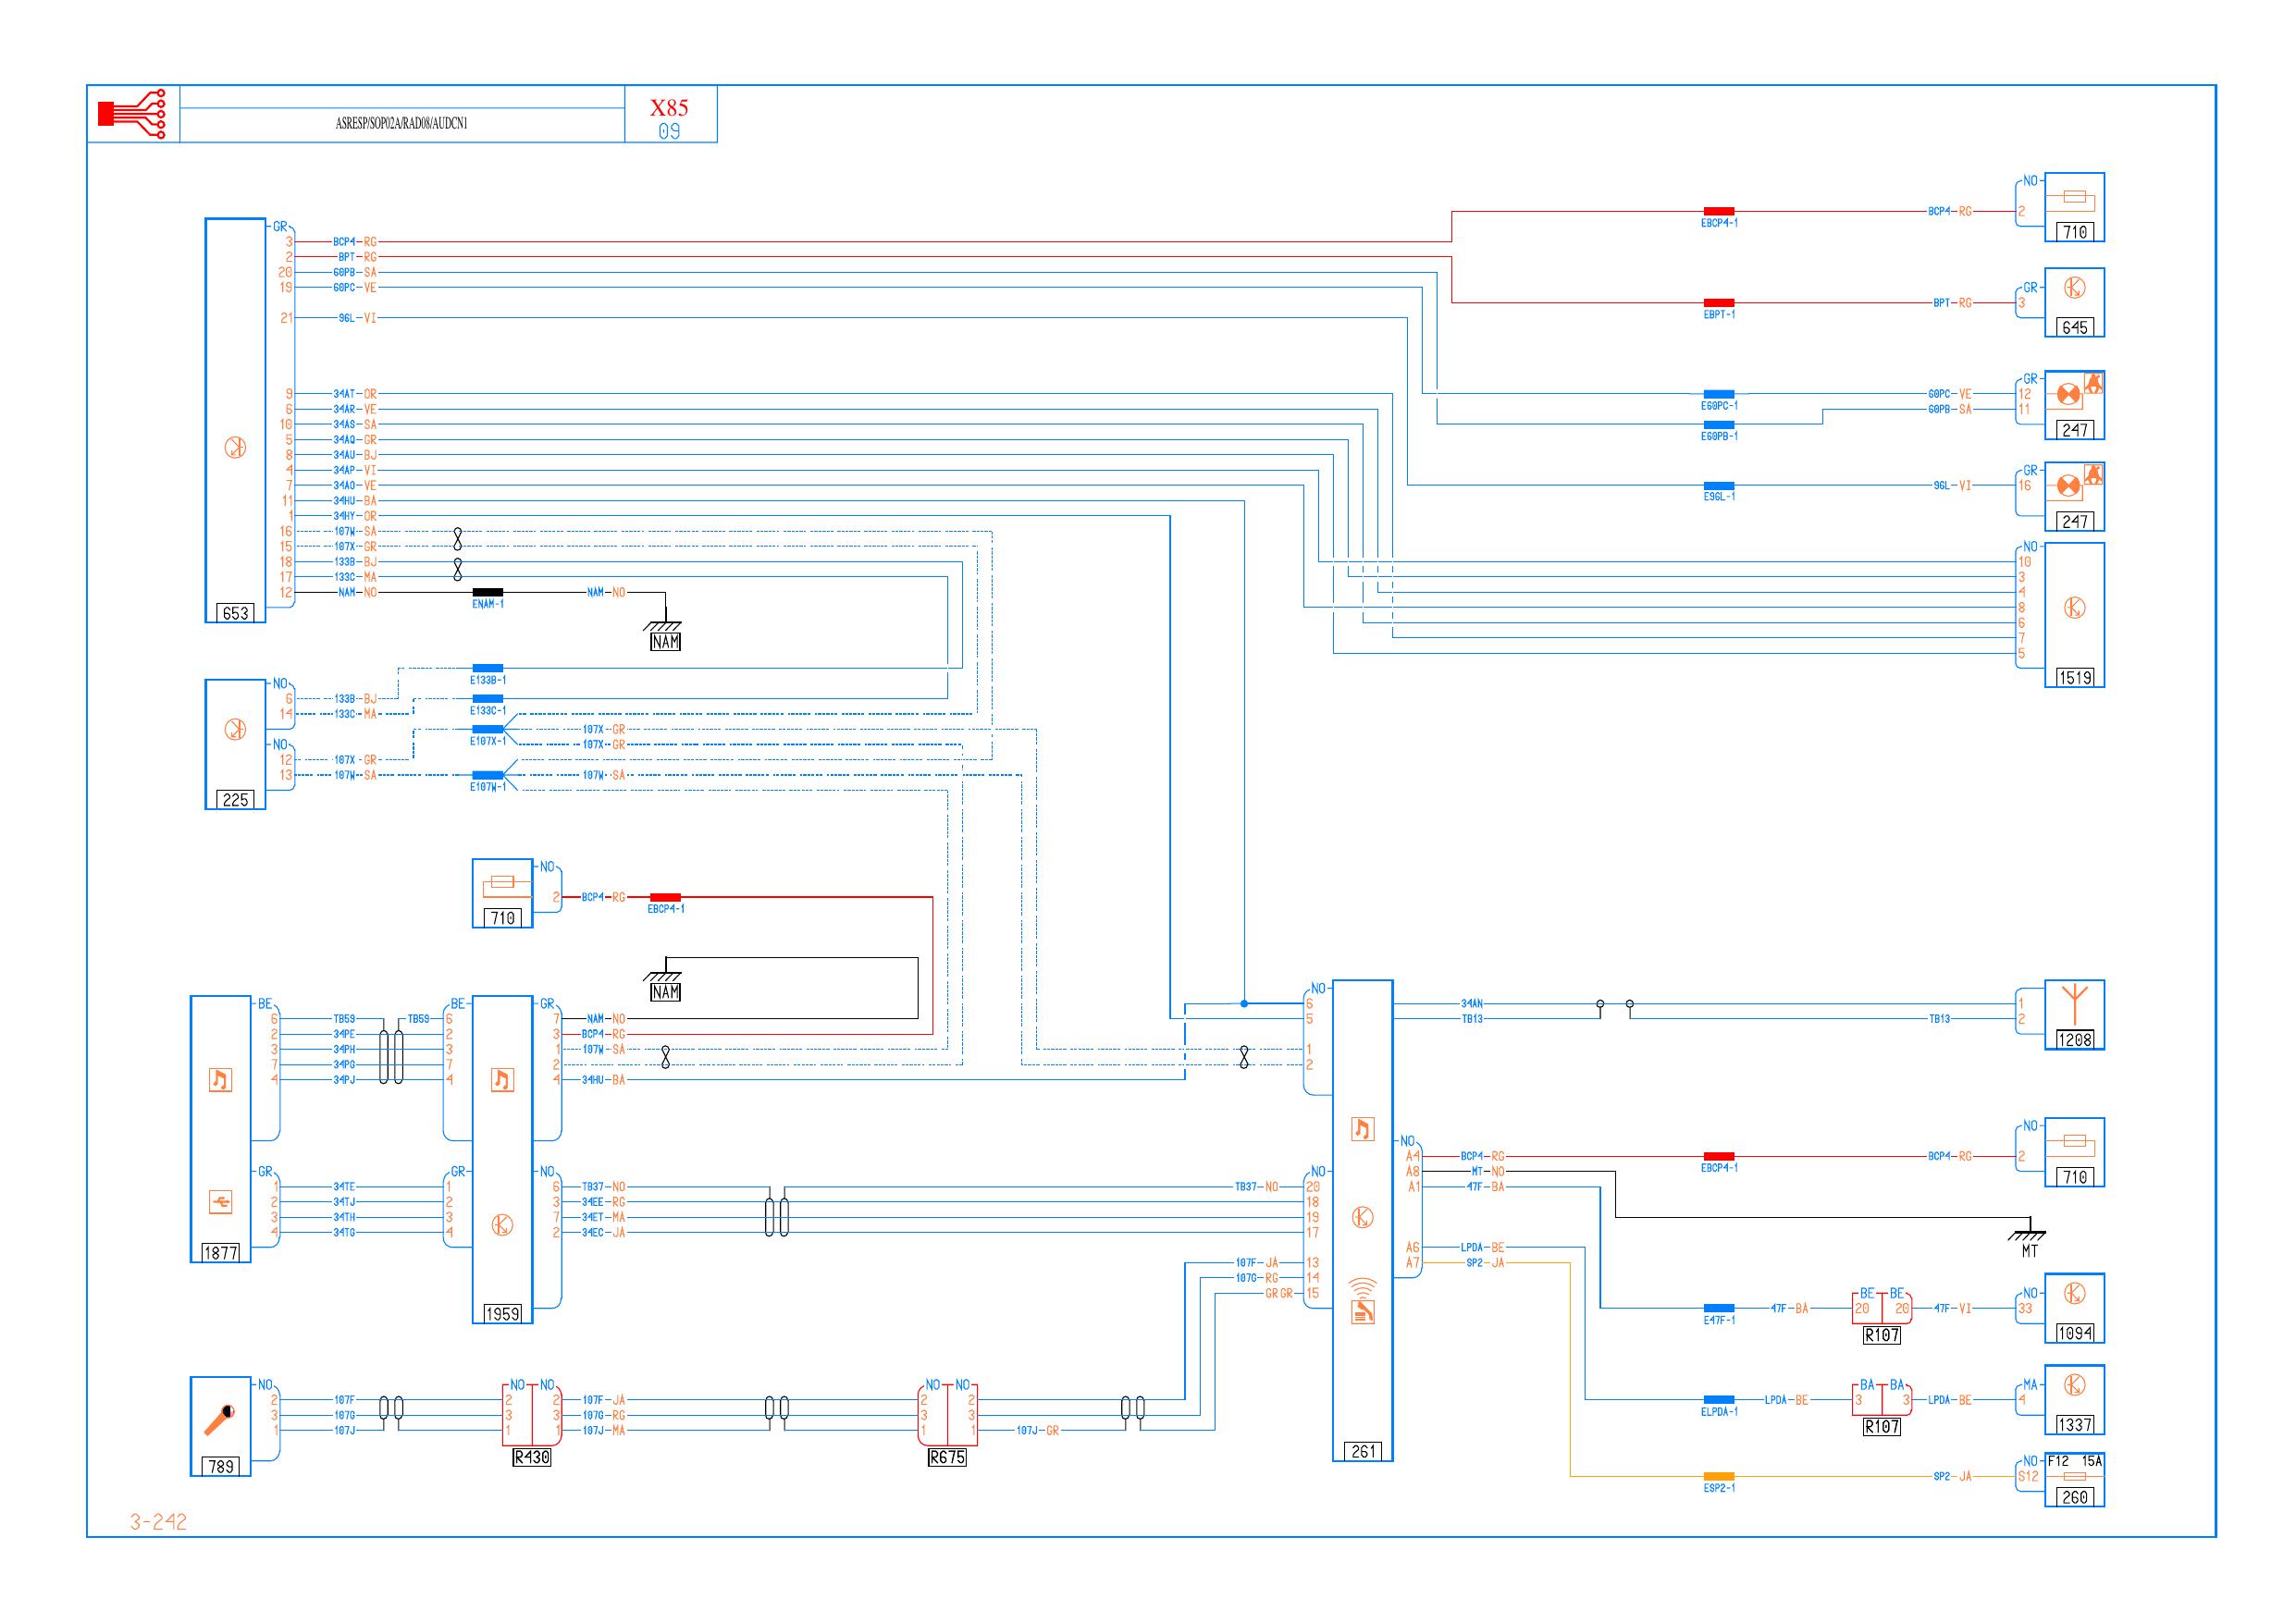 ASRESP/SOP02A/RAD08/AUDCN1
X85
09
GR
3 BCP4 RG
2 BPT RG
20 60PB SA
19 60PC VE
21 96L VI
9 34AT OR
6 34AR VE
10 34AS SA
5 34AQ GR
8 34AU BJ
4 34AP VI
7 34AO VE
11 34HU BA
1 34HY OR
16 107W SA
15 107X GR
18 133B BJ
17 133C MA
12 NAM NO
ENAM-1
NAM NO
NAM
653
EBCP4-1
BCP4 RG
NO
2
710
EBPT-1
BPT RG
GR
3
645
E60PC-1
60PC VE
GR
12
E60PB-1
60PB SA
11
247
E96L-1
96L VI
GR
16
247
NO
10
3
4
8
6
7
5
1519
NO
6 133B BJ
14 133C MA
NO
12 107X GR
13 107W SA
225
E133B-1
E133C-1
E107X-1
107X GR
107X GR
E107W-1
107W SA
NO
2 BCP4 RG
EBCP4-1
710
NAM
BE
6 TB59
2 34PE
3 34PH
7 34PG
4 34PJ
GR
1 34TE
2 34TJ
3 34TH
4 34TG
1877
BE
TB59 6
2
3
7
4
GR
1
2
3
4
1959
GR
7 NAM NO
3 BCP4 RG
1 107W SA
2
4 34HU BA
NO
6 TB37 NO
3 34EE RG
7 34ET MA
2 34EC JA
NO
6
5
1
2
NO
TB37 NO 20
18
19
17
107F JA 13
107G RG 14
GR GR 15
261
34AN
TB13
TB13
1
2
1208
NO
A4 BCP4 RG
A8 MT NO
A1 47F BA
A6 LPDA BE
A7 SP2 JA
EBCP4-1
BCP4 RG
NO
2
710
MT
E47F-1
47F BA
BE BE
20 20
R107
47F VI
NO
33
1094
ELPDA-1
LPDA BE
BA BA
3 3
R107
LPDA BE
MA
4
1337
ESP2-1
SP2 JA
NO
S12
F12 15A
260
NO
2 107F
3 107G
1 107J
789
NO NO
2 2
3 3
1 1
R430
107F JA
107G RG
107J MA
NO NO
2 2
3 3
1 1
R675
107J GR
3-242